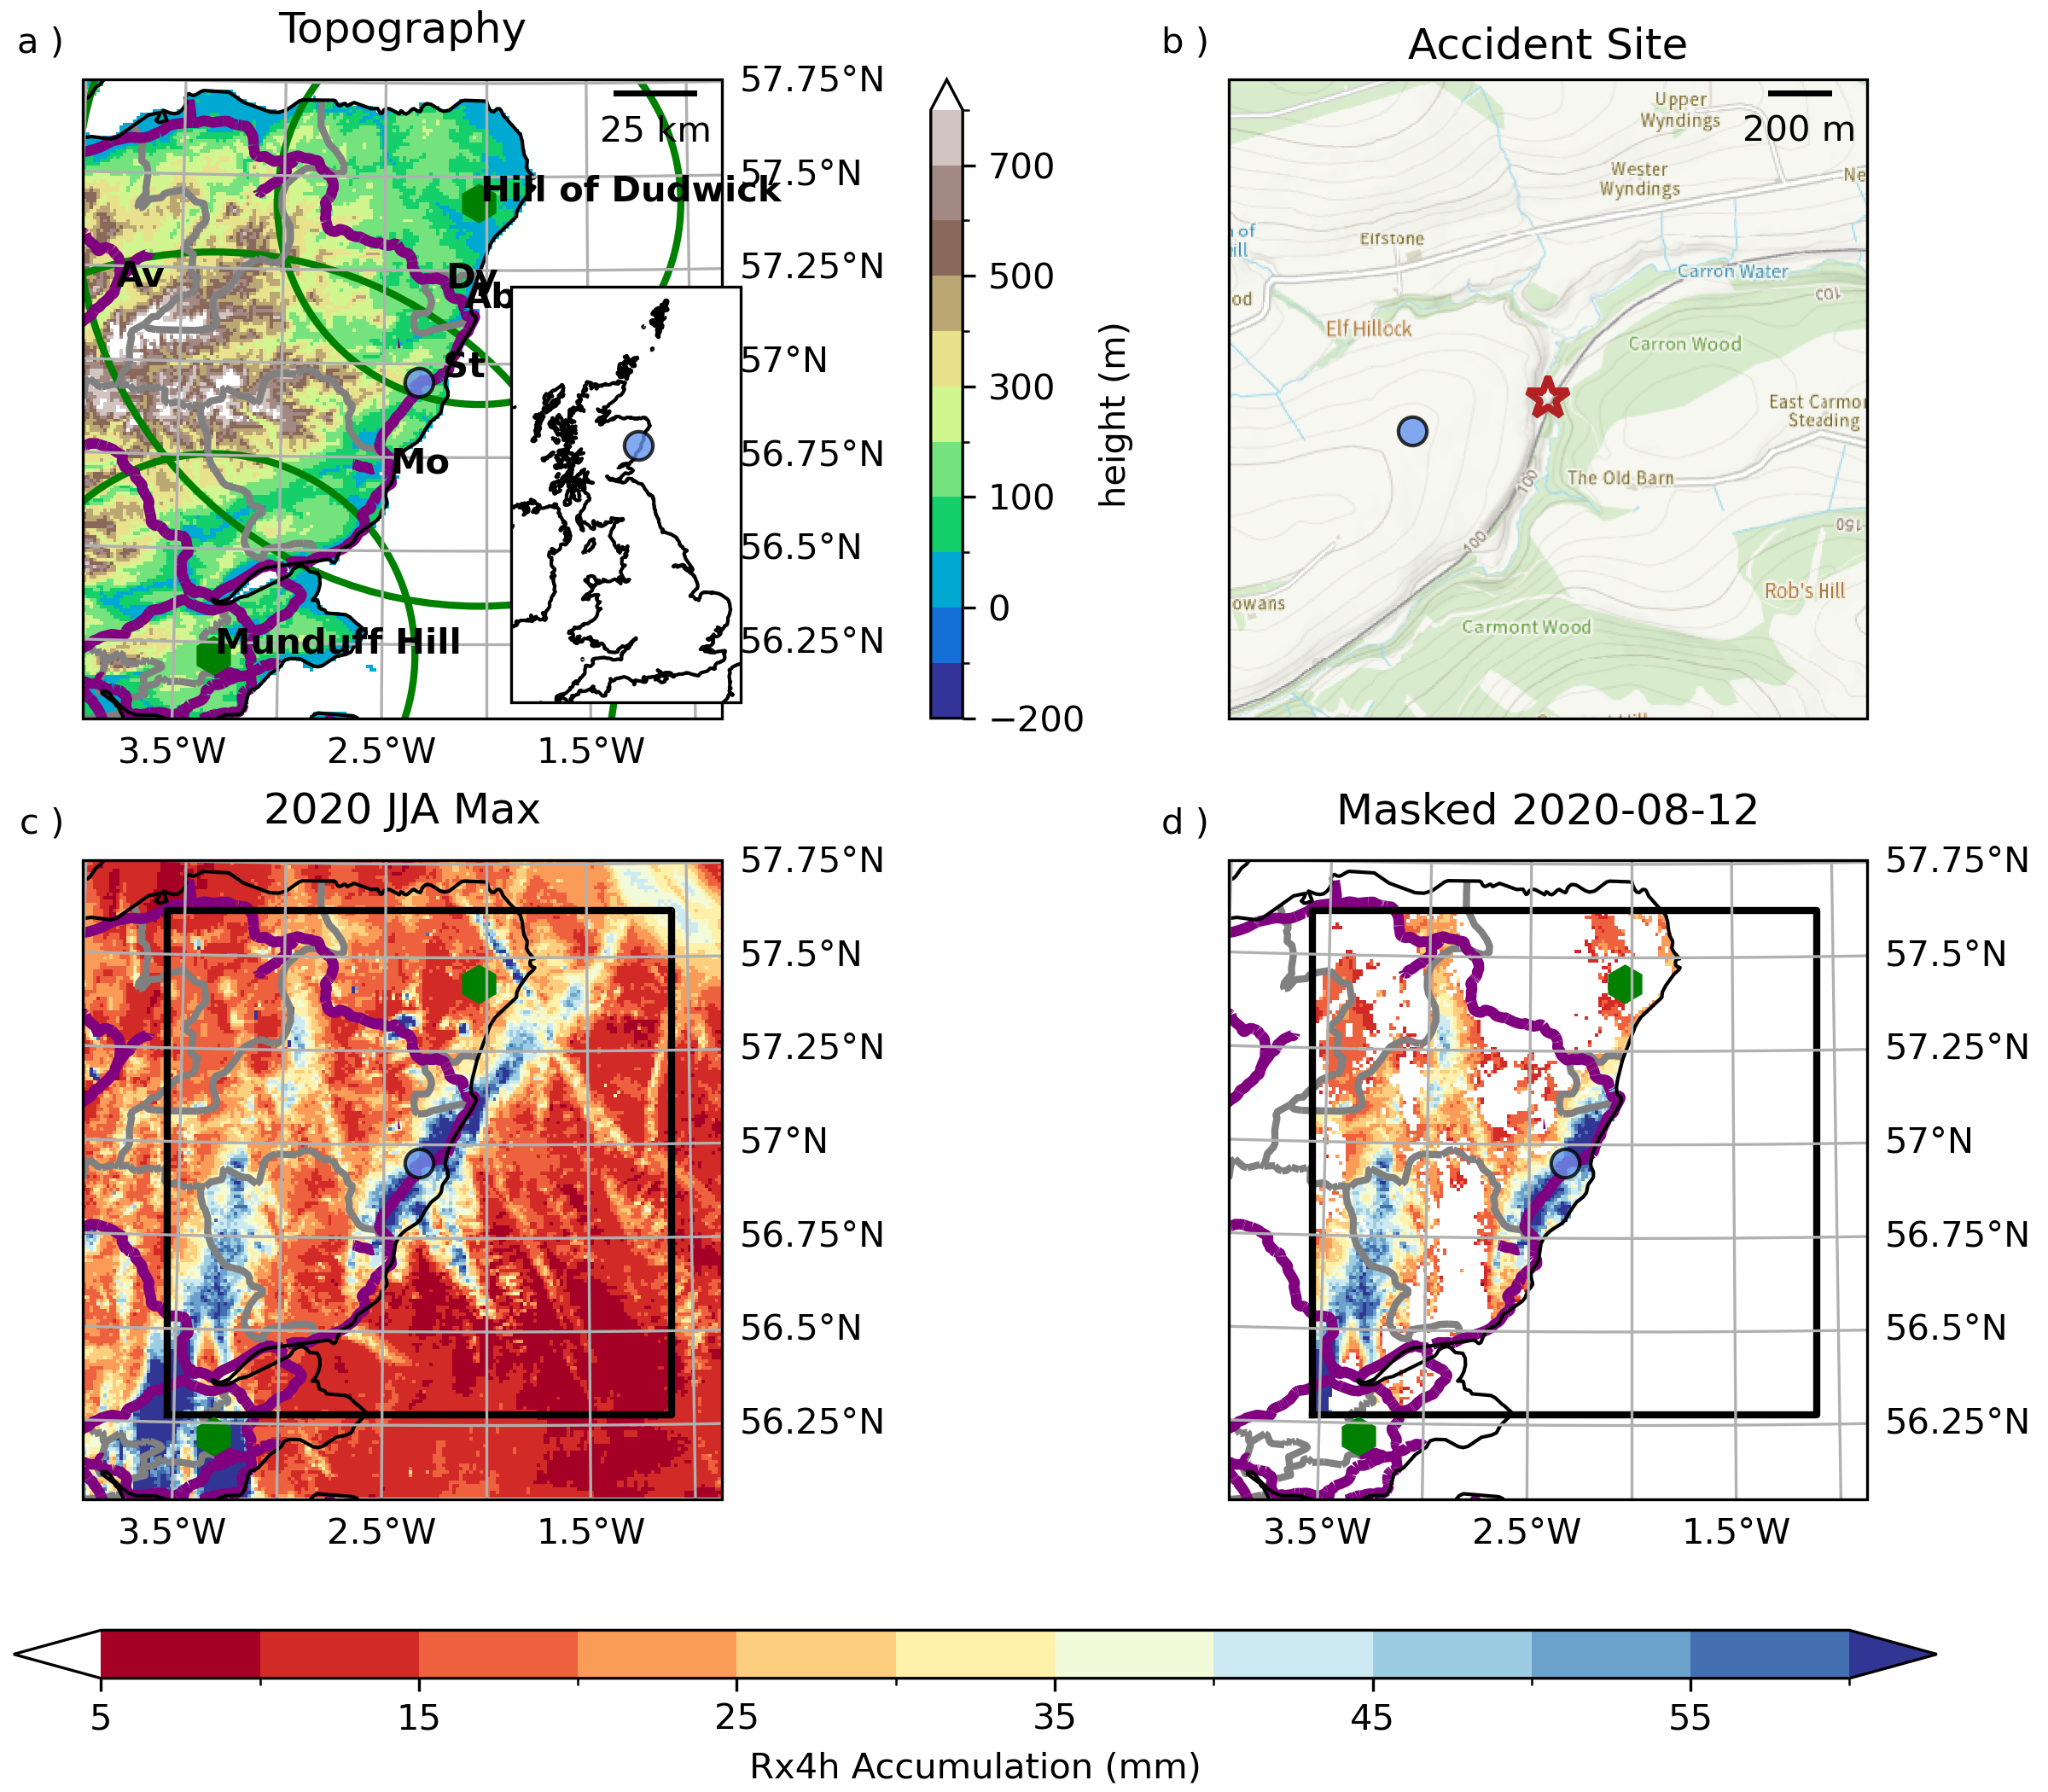 a )
Topography
57.75°N
25 km
57.5°N
Hill of Dudwick
57.25°N
Av
Dy
Ab
57°N
St
56.75°N
Mo
56.5°N
56.25°N
Munduff Hill
3.5°W
2.5°W
1.5°W
700
500
300
100
0
−200
height (m)
b )
Accident Site
Upper
Wyndings
200 m
Wester
Wyndings
Ne
of
ill
Elfstone
Carron Water
od
Elf Hillock
Carron Wood
East Carmo
Steading
The Old Barn
100
100
150
Rob's Hill
owans
Carmont Wood
c )
2020 JJA Max
57.75°N
57.5°N
57.25°N
57°N
56.75°N
56.5°N
56.25°N
3.5°W
2.5°W
1.5°W
d )
Masked 2020-08-12
57.75°N
57.5°N
57.25°N
57°N
56.75°N
56.5°N
56.25°N
3.5°W
2.5°W
1.5°W
5
15
25
35
45
55
Rx4h Accumulation (mm)